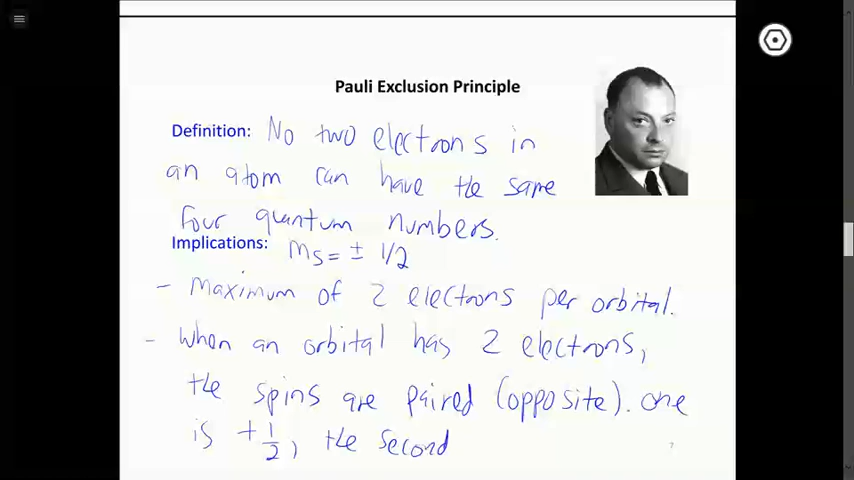 Pauli Exclusion Principle
Definition: No two electrons in
an atom can have the same
four quantum numbers.
Implications: ms = ± 1/2
- Maximum of 2 electrons per orbital.
- When an orbital has 2 electrons,
the spins are paired (opposite). one
is +1/2, the second